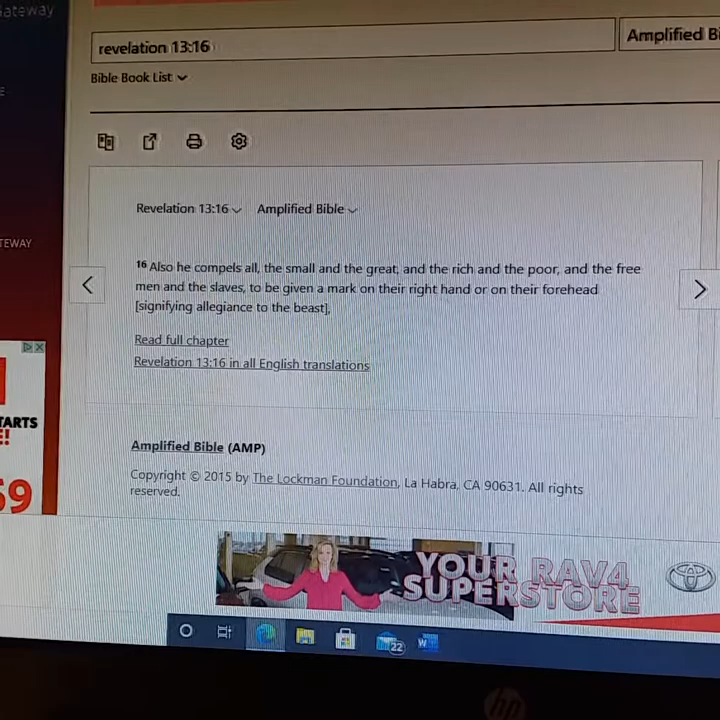 Gateway
revelation 13:16
Amplified Bi
Bible Book List
E
Revelation 13:16 Amplified Bible
TEWAY
16 Also he compels all, the small and the great, and the rich and the poor, and the free
men and the slaves, to be given a mark on their right hand or on their forehead
[signifying allegiance to the beast],
Read full chapter
Revelation 13:16 in all English translations
TARTS
E!
59
Amplified Bible (AMP)
Copyright © 2015 by The Lockman Foundation, La Habra, CA 90631. All rights
reserved.
YOUR RAV4
SUPERSTORE
22
W
hp